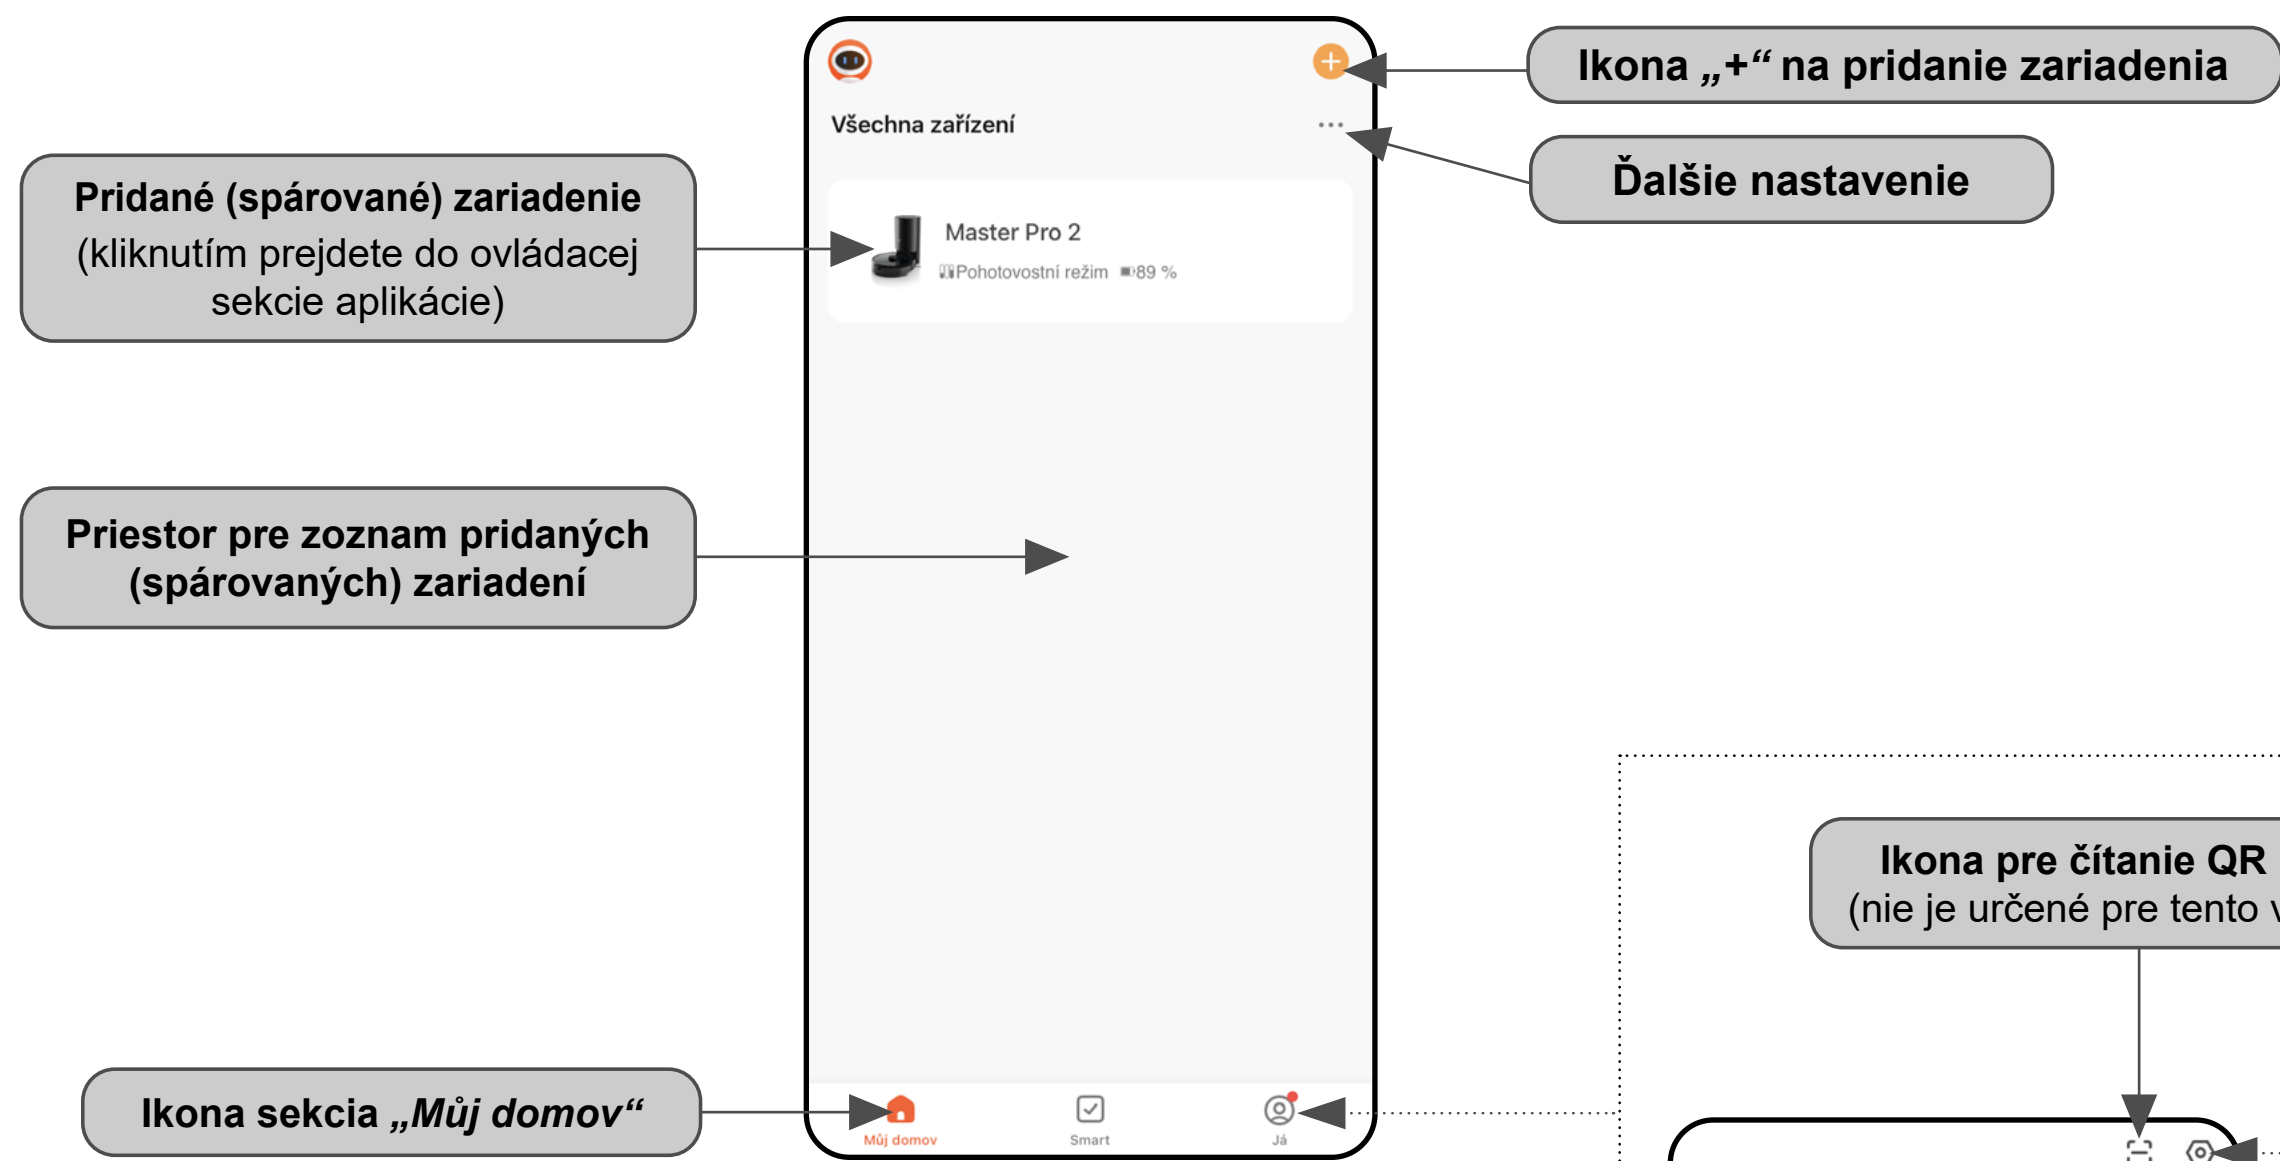 Ikona „+“ na pridanie zariadenia
Všechna zařízení
Ďalšie nastavenie
Pridané (spárované) zariadenie
(kliknutím prejdete do ovládacej
sekcie aplikácie)
Master Pro 2
Pohotovostní režim 89 %
Priestor pre zoznam pridaných
(spárovaných) zariadení
Ikona pre čítanie QR
(nie je určené pre tento v
Ikona sekcia „Můj domov“
Můj domov
Smart
Já